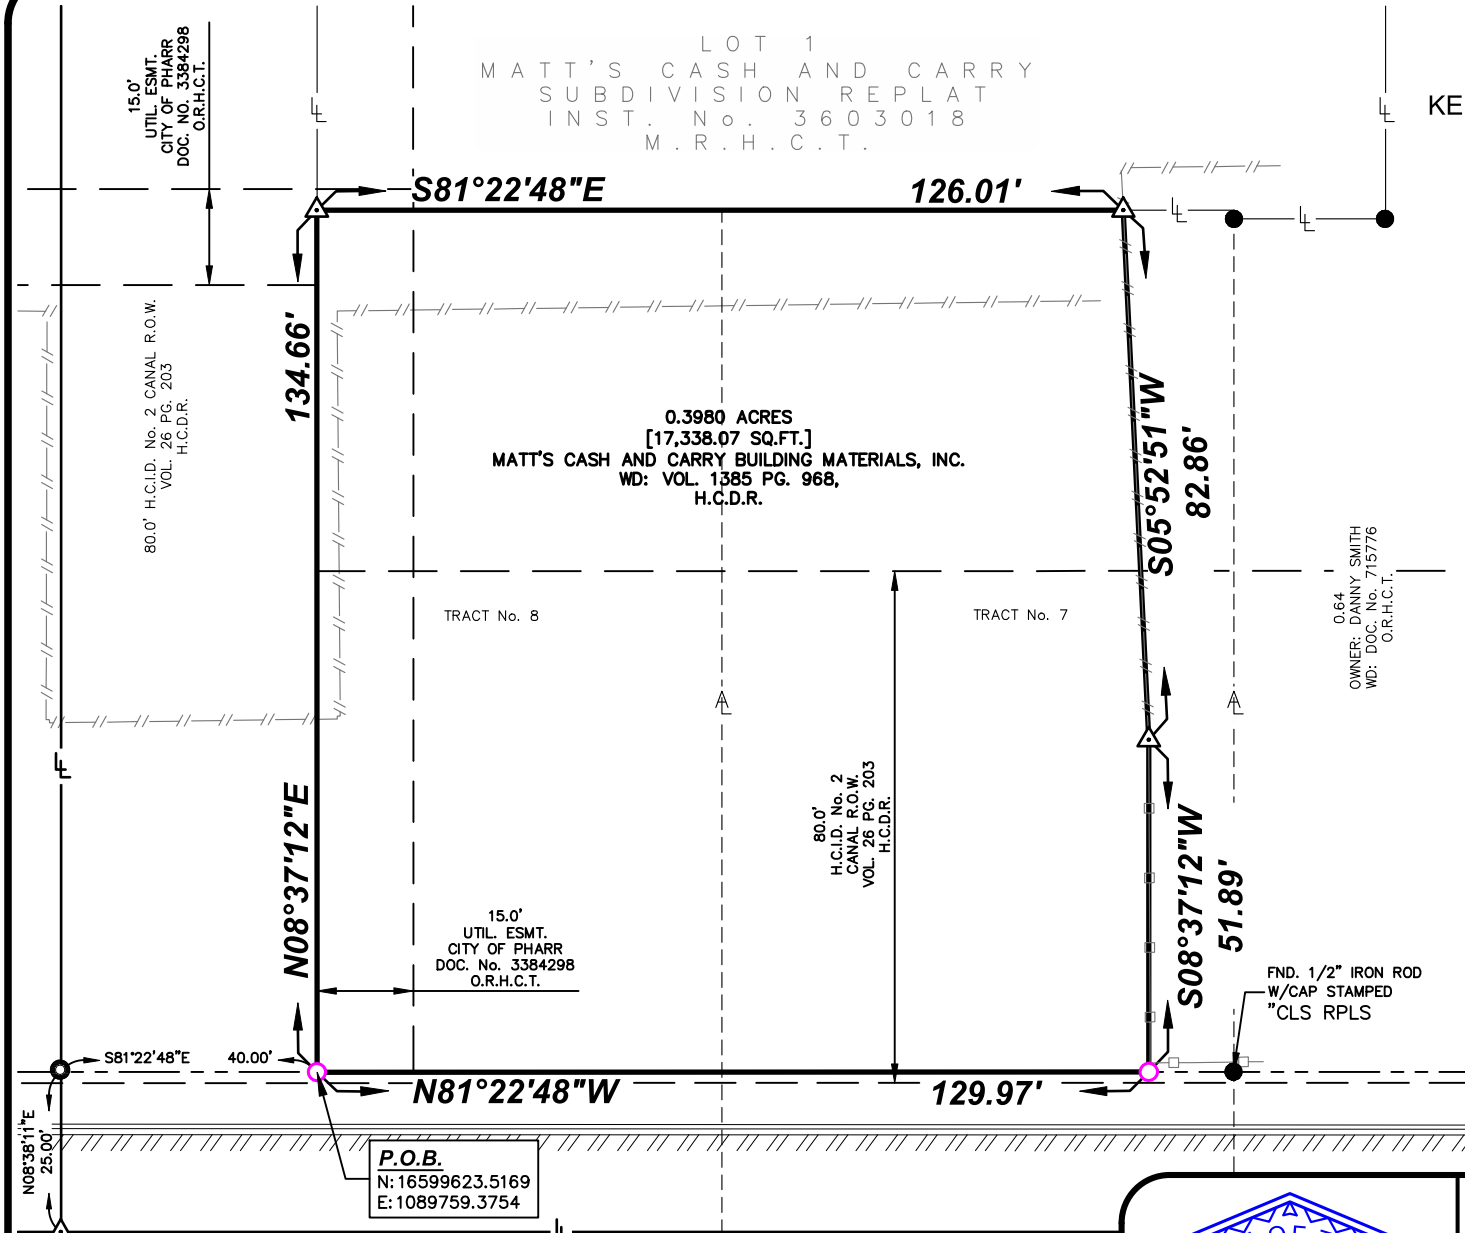 LOT 1
MATT'S CASH AND CARRY
SUBDIVISION REPLAT
INST. No. 3603018
M.R.H.C.T.
KE
15.0'
UTIL. ESMT.
CITY OF PHARR
DOC. NO. 3384298
O.R.H.C.T.
S81°22'48"E
126.01'
134.66'
N08°37'12"E
80.0' H.C.I.D. No. 2 CANAL R.O.W.
VOL. 26 PG. 203
H.C.D.R.
0.3980 ACRES
[17,338.07 SQ.FT.]
MATT'S CASH AND CARRY BUILDING MATERIALS, INC.
WD: VOL. 1385 PG. 968,
H.C.D.R.
S05°52'51"W
82.86'
TRACT No. 8
TRACT No. 7
0.64
OWNER: DANNY SMITH
WD: DOC. No. 715776
O.R.H.C.T.
80.0'
H.C.I.D. No. 2
CANAL R.O.W.
VOL. 26 PG. 203
H.C.D.R.
S08°37'12"W
51.89'
15.0'
UTIL. ESMT.
CITY OF PHARR
DOC. No. 3384298
O.R.H.C.T.
FND. 1/2" IRON ROD
W/CAP STAMPED
"CLS RPLS
S81°22'48"E
40.00'
N81°22'48"W
129.97'
N08°38'11"E
25.00'
P.O.B.
N:16599623.5169
E:1089759.3754